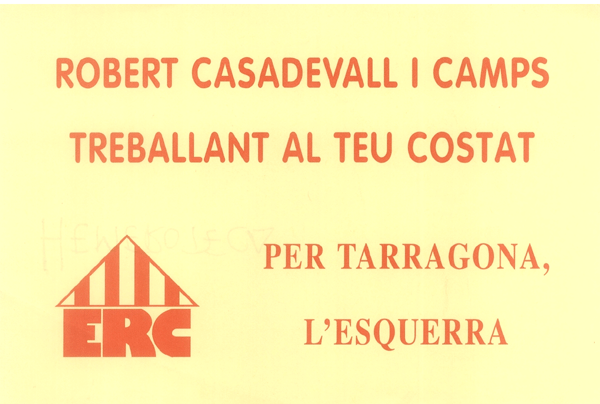 ROBERT CASADEVALL I CAMPS
TREBALLANT AL TEU COSTAT
PER TARRAGONA,
L'ESQUERRA
ERC